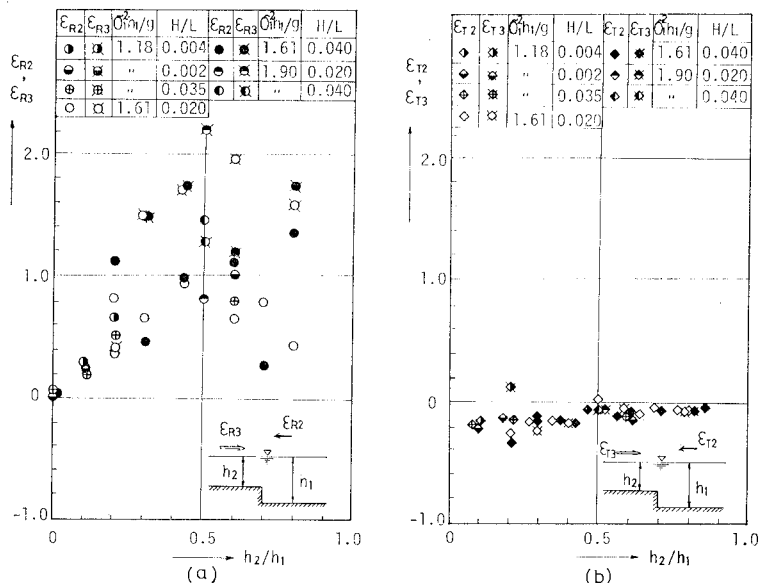 εR2 εR3 σ²h1/g H/L εR2 εR3 σ²h1/g H/L
1.18 0.004 1.61 0.040
〃 0.002 1.90 0.020
〃 0.035 〃 0.040
1.61 0.020
εR2, εR3
2.0
1.0
0
-1.0
εR3 εR2
h2 h1
0 0.5 1.0
h2/h1
(a)
εT2 εT3 σ²h1/g H/L εT2 εT3 σ²h1/g H/L
1.18 0.004 1.61 0.040
〃 0.002 1.90 0.020
〃 0.035 〃 0.040
1.61 0.020
εT2, εT3
2.0
1.0
0
-1.0
εT3 εT2
h2 h1
0 0.5 1.0
h2/h1
(b)